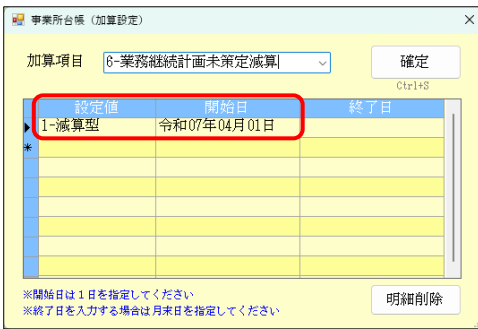 事業所台帳（加算設定）
加算項目 6-業務継続計画未策定減算 確定
Ctrl+S
設定値 開始日 終了日
1-減算型 令和07年04月01日
※開始日は１日を指定してください
※終了日を入力する場合は月末日を指定してください
明細削除